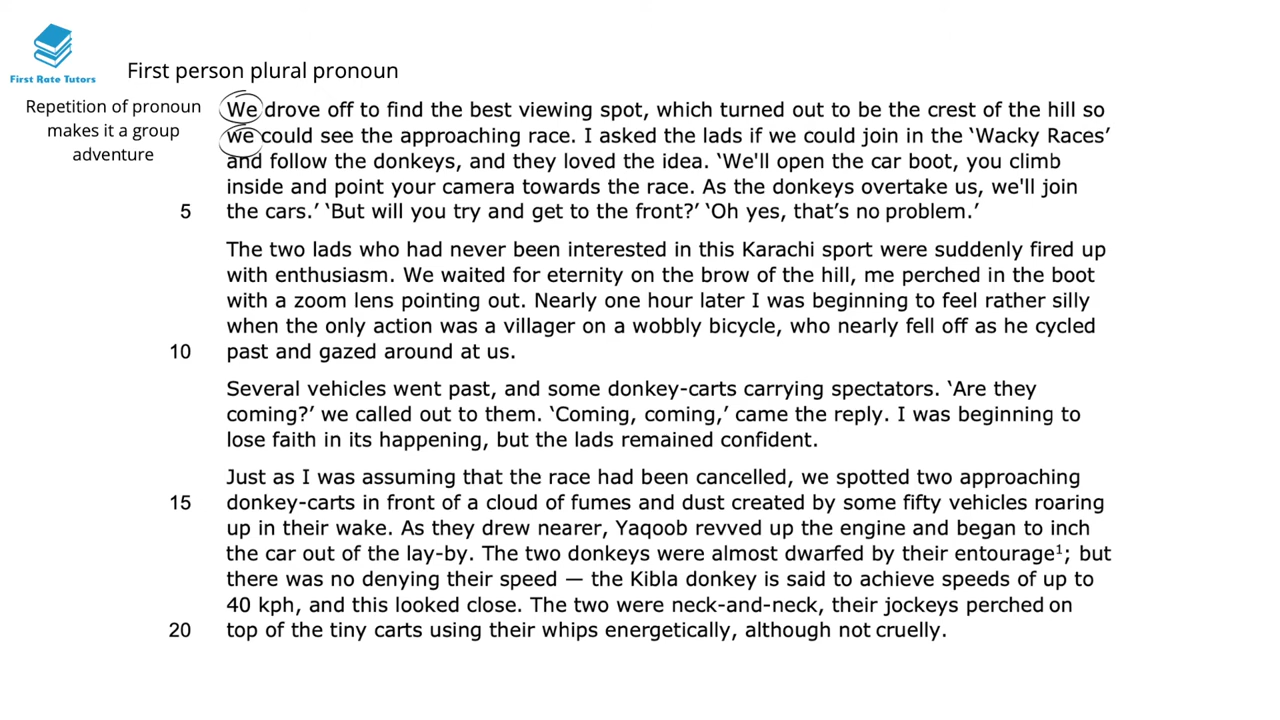 First Rate Tutors
First person plural pronoun
Repetition of pronoun
makes it a group
adventure
We drove off to find the best viewing spot, which turned out to be the crest of the hill so
we could see the approaching race. I asked the lads if we could join in the ‘Wacky Races’
and follow the donkeys, and they loved the idea. ‘We'll open the car boot, you climb
inside and point your camera towards the race. As the donkeys overtake us, we'll join
5 the cars.’ ‘But will you try and get to the front?’ ‘Oh yes, that’s no problem.’
The two lads who had never been interested in this Karachi sport were suddenly fired up
with enthusiasm. We waited for eternity on the brow of the hill, me perched in the boot
with a zoom lens pointing out. Nearly one hour later I was beginning to feel rather silly
when the only action was a villager on a wobbly bicycle, who nearly fell off as he cycled
10 past and gazed around at us.
Several vehicles went past, and some donkey-carts carrying spectators. ‘Are they
coming?’ we called out to them. ‘Coming, coming,’ came the reply. I was beginning to
lose faith in its happening, but the lads remained confident.
Just as I was assuming that the race had been cancelled, we spotted two approaching
15 donkey-carts in front of a cloud of fumes and dust created by some fifty vehicles roaring
up in their wake. As they drew nearer, Yaqoob revved up the engine and began to inch
the car out of the lay-by. The two donkeys were almost dwarfed by their entourage¹; but
there was no denying their speed — the Kibla donkey is said to achieve speeds of up to
40 kph, and this looked close. The two were neck-and-neck, their jockeys perched on
20 top of the tiny carts using their whips energetically, although not cruelly.